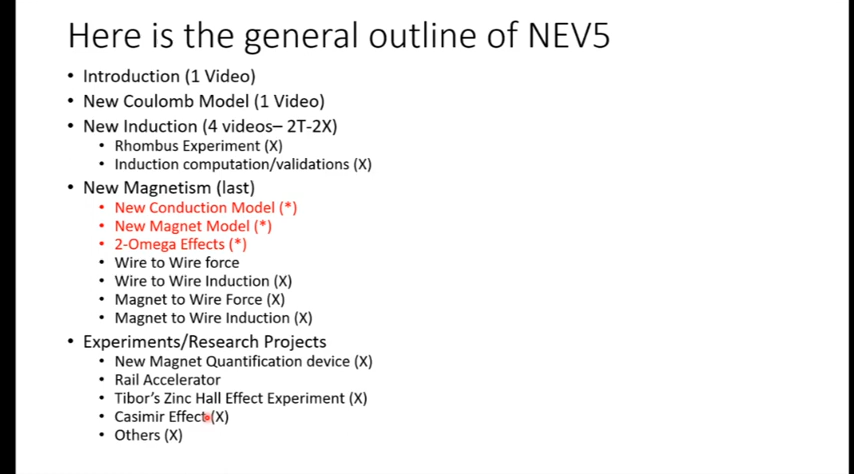 Here is the general outline of NEV5
• Introduction (1 Video)
• New Coulomb Model (1 Video)
• New Induction (4 videos– 2T-2X)
• Rhombus Experiment (X)
• Induction computation/validations (X)
• New Magnetism (last)
• New Conduction Model (*)
• New Magnet Model (*)
• 2-Omega Effects (*)
• Wire to Wire force
• Wire to Wire Induction (X)
• Magnet to Wire Force (X)
• Magnet to Wire Induction (X)
• Experiments/Research Projects
• New Magnet Quantification device (X)
• Rail Accelerator
• Tibor's Zinc Hall Effect Experiment (X)
• Casimir Effect (X)
• Others (X)